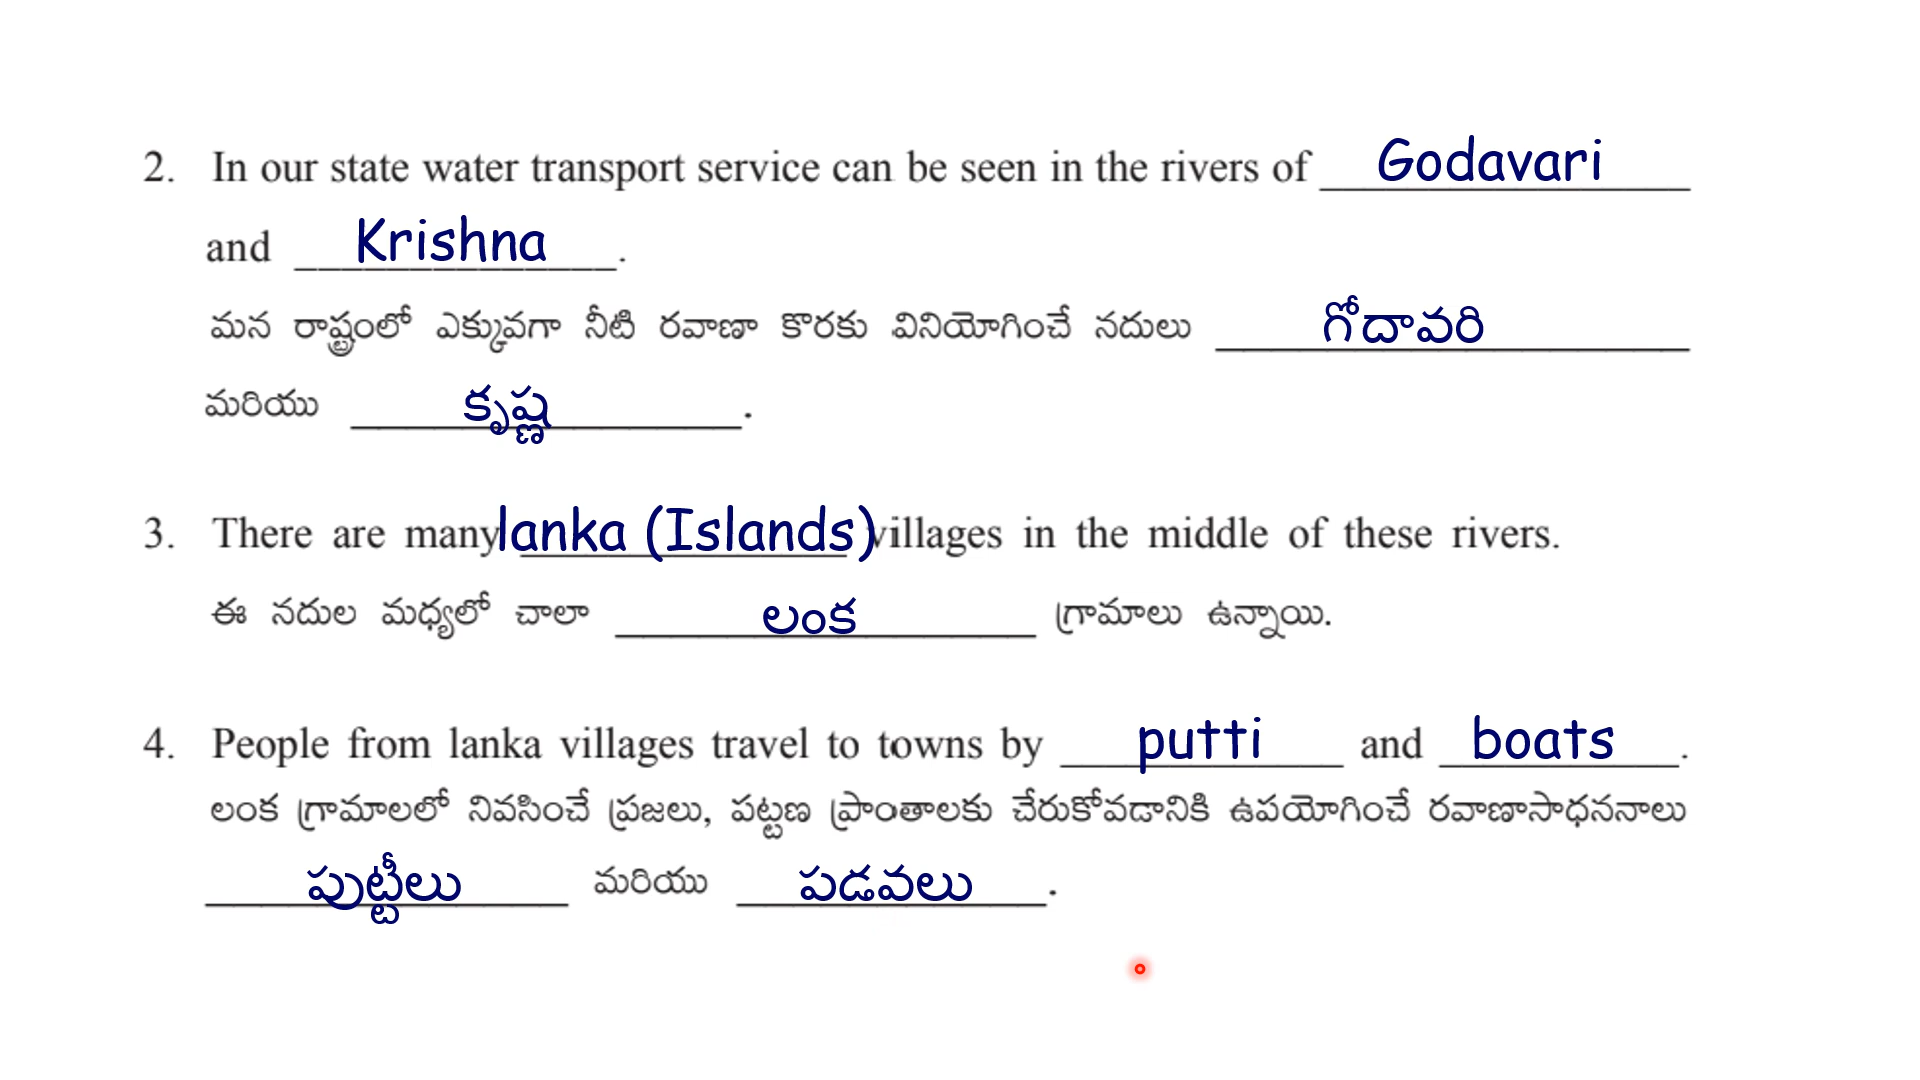 2. In our state water transport service can be seen in the rivers of Godavari
and Krishna.
మన రాష్ట్రంలో ఎక్కువగా నీటి రవాణా కొరకు వినియోగించే నదులు గోదావరి
మరియు కృష్ణ.
3. There are many lanka (Islands) villages in the middle of these rivers.
ఈ నదుల మధ్యలో చాలా లంక గ్రామాలు ఉన్నాయి.
4. People from lanka villages travel to towns by putti and boats.
లంక గ్రామాలలో నివసించే ప్రజలు, పట్టణ ప్రాంతాలకు చేరుకోవడానికి ఉపయోగించే రవాణాసాధననాలు
పుట్టీలు మరియు పడవలు.